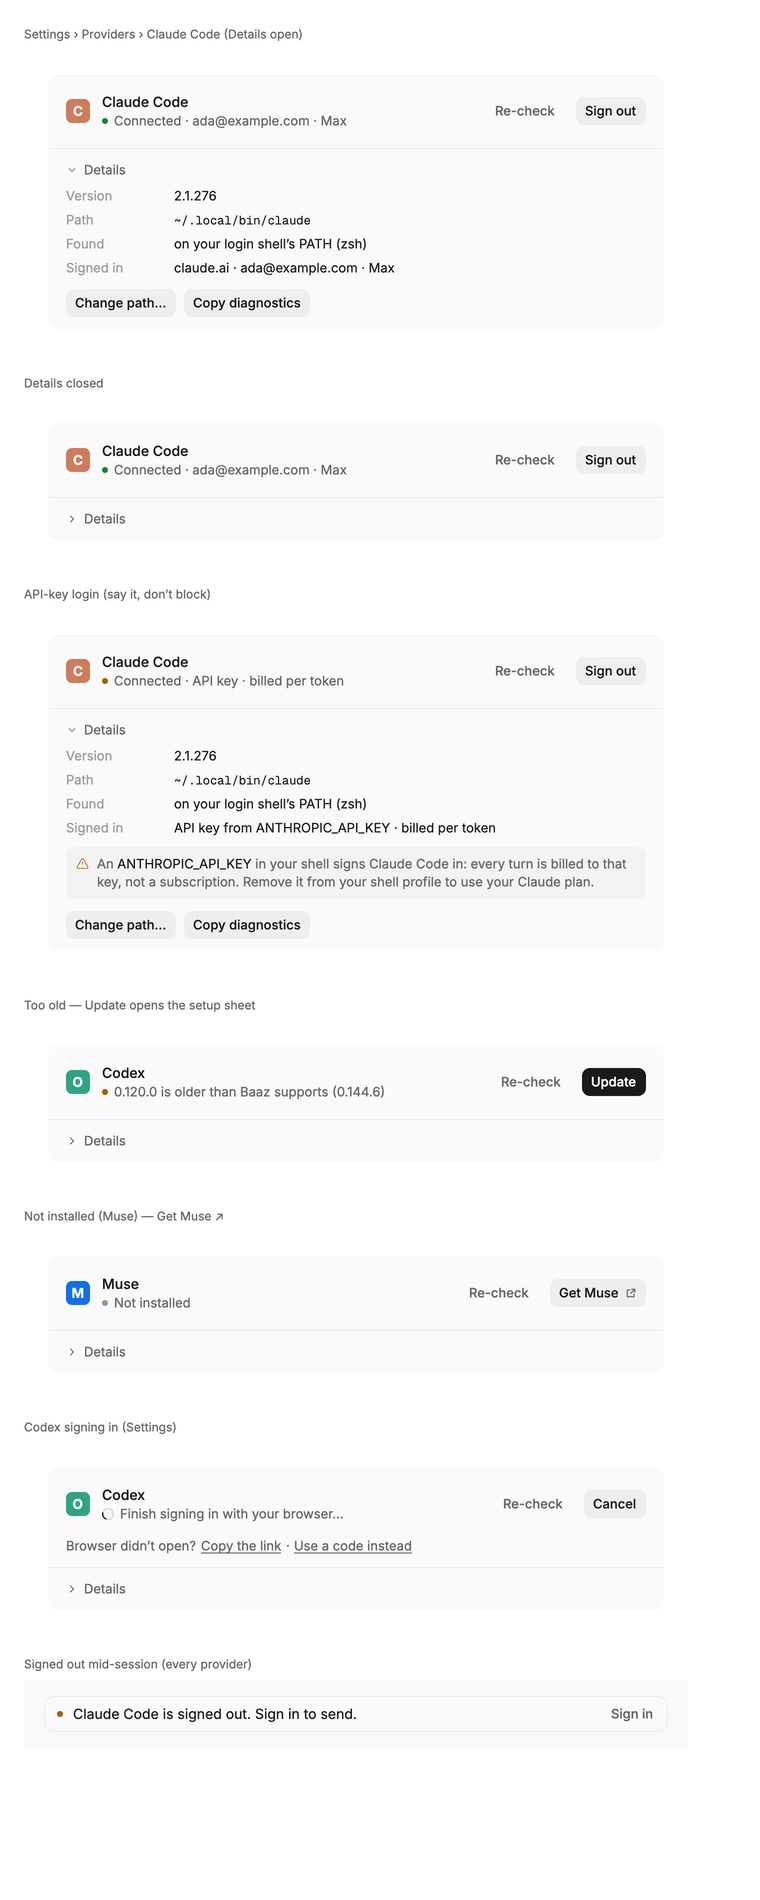 Settings › Providers › Claude Code (Details open)
C
Claude Code
Connected · ada@example.com · Max
Re-check
Sign out
Details
Version 2.1.276
Path ~/.local/bin/claude
Found on your login shell’s PATH (zsh)
Signed in claude.ai · ada@example.com · Max
Change path…
Copy diagnostics
Details closed
C
Claude Code
Connected · ada@example.com · Max
Re-check
Sign out
Details
API-key login (say it, don’t block)
C
Claude Code
Connected · API key · billed per token
Re-check
Sign out
Details
Version 2.1.276
Path ~/.local/bin/claude
Found on your login shell’s PATH (zsh)
Signed in API key from ANTHROPIC_API_KEY · billed per token
An ANTHROPIC_API_KEY in your shell signs Claude Code in: every turn is billed to that
key, not a subscription. Remove it from your shell profile to use your Claude plan.
Change path…
Copy diagnostics
Too old — Update opens the setup sheet
O
Codex
0.120.0 is older than Baaz supports (0.144.6)
Re-check
Update
Details
Not installed (Muse) — Get Muse ↗
M
Muse
Not installed
Re-check
Get Muse
Details
Codex signing in (Settings)
O
Codex
Finish signing in with your browser…
Re-check
Cancel
Browser didn’t open? Copy the link · Use a code instead
Details
Signed out mid-session (every provider)
Claude Code is signed out. Sign in to send.
Sign in